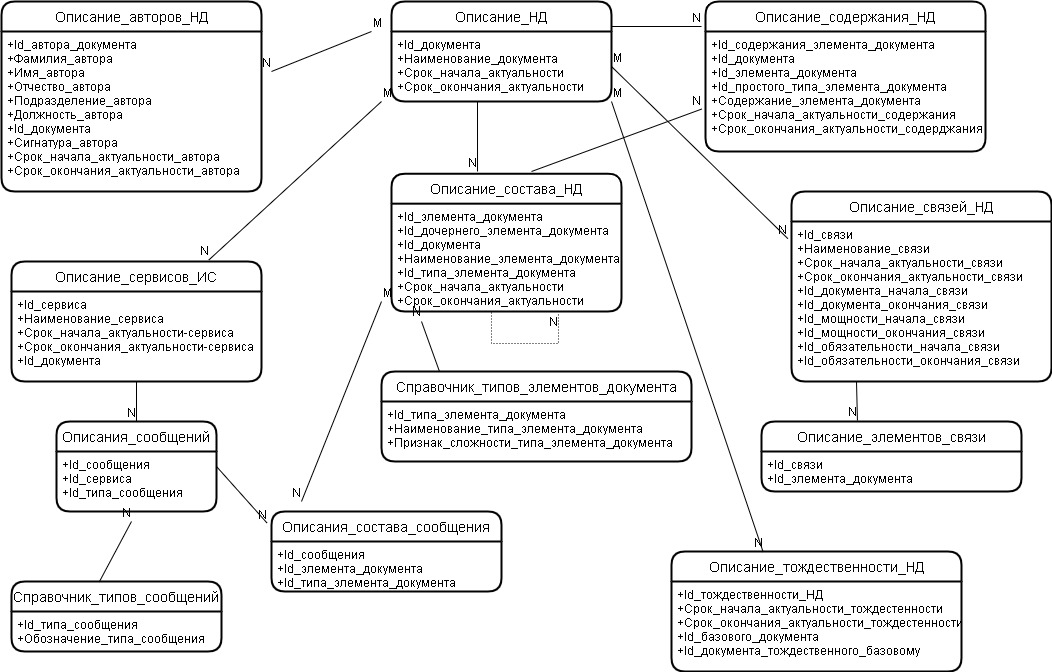 Описание_авторов_НД
+Id_автора_документа
+Фамилия_автора
+Имя_автора
+Отчество_автора
+Подразделение_автора
+Должность_автора
+Id_документа
+Сигнатура_автора
+Срок_начала_актуальности_автора
+Срок_окончания_актуальности_автора
N
M
Описание_НД
+Id_документа
+Наименование_документа
+Срок_начала_актуальности
+Срок_окончания_актуальности
M
M
M
N
N
Описание_содержания_НД
+Id_содержания_элемента_документа
+Id_документа
+Id_элемента_документа
+Id_простого_типа_элемента_документа
+Содержание_элемента_документа
+Срок_начала_актуальности_содержания
+Срок_окончания_актуальности_содерджания
N
Описание_состава_НД
+Id_элемента_документа
+Id_дочернего_элемента_документа
+Id_документа
+Наименование_элемента_документа
+Id_типа_элемента_документа
+Срок_начала_актуальности
+Срок_окончания_актуальности
M
N
N
N
Описание_связей_НД
+Id_связи
+Наименование_связи
+Срок_начала_актуальности_связи
+Срок_окончания_актуальности_связи
+Id_документа_начала_связи
+Id_документа_окончания_связи
+Id_мощности_начала_связи
+Id_мощности_окончания_связи
+Id_обязательности_начала_связи
+Id_обязательности_окончания_связи
N
Описание_сервисов_ИС
+Id_сервиса
+Наименование_сервиса
+Срок_начала_актуальности-сервиса
+Срок_окончания_актуальности-сервиса
+Id_документа
Справочник_типов_элементов_документа
+Id_типа_элемента_документа
+Наименование_типа_элемента_документа
+Признак_сложности_типа_элемента_документа
N
Описания_сообщений
+Id_сообщения
+Id_сервиса
+Id_типа_сообщения
N
N
Описание_элементов_связи
+Id_связи
+Id_элемента_документа
N
N
Описания_состава_сообщения
+Id_сообщения
+Id_элемента_документа
+Id_типа_элемента_документа
N
Справочник_типов_сообщений
+Id_типа_сообщения
+Обозначение_типа_сообщения
N
Описание_тождественности_НД
+Id_тождественности_НД
+Срок_начала_актуальности_тождестенности
+Срок_окончания_актуальности_тождестенности
+Id_базового_документа
+Id_документа_тождественного_базовому